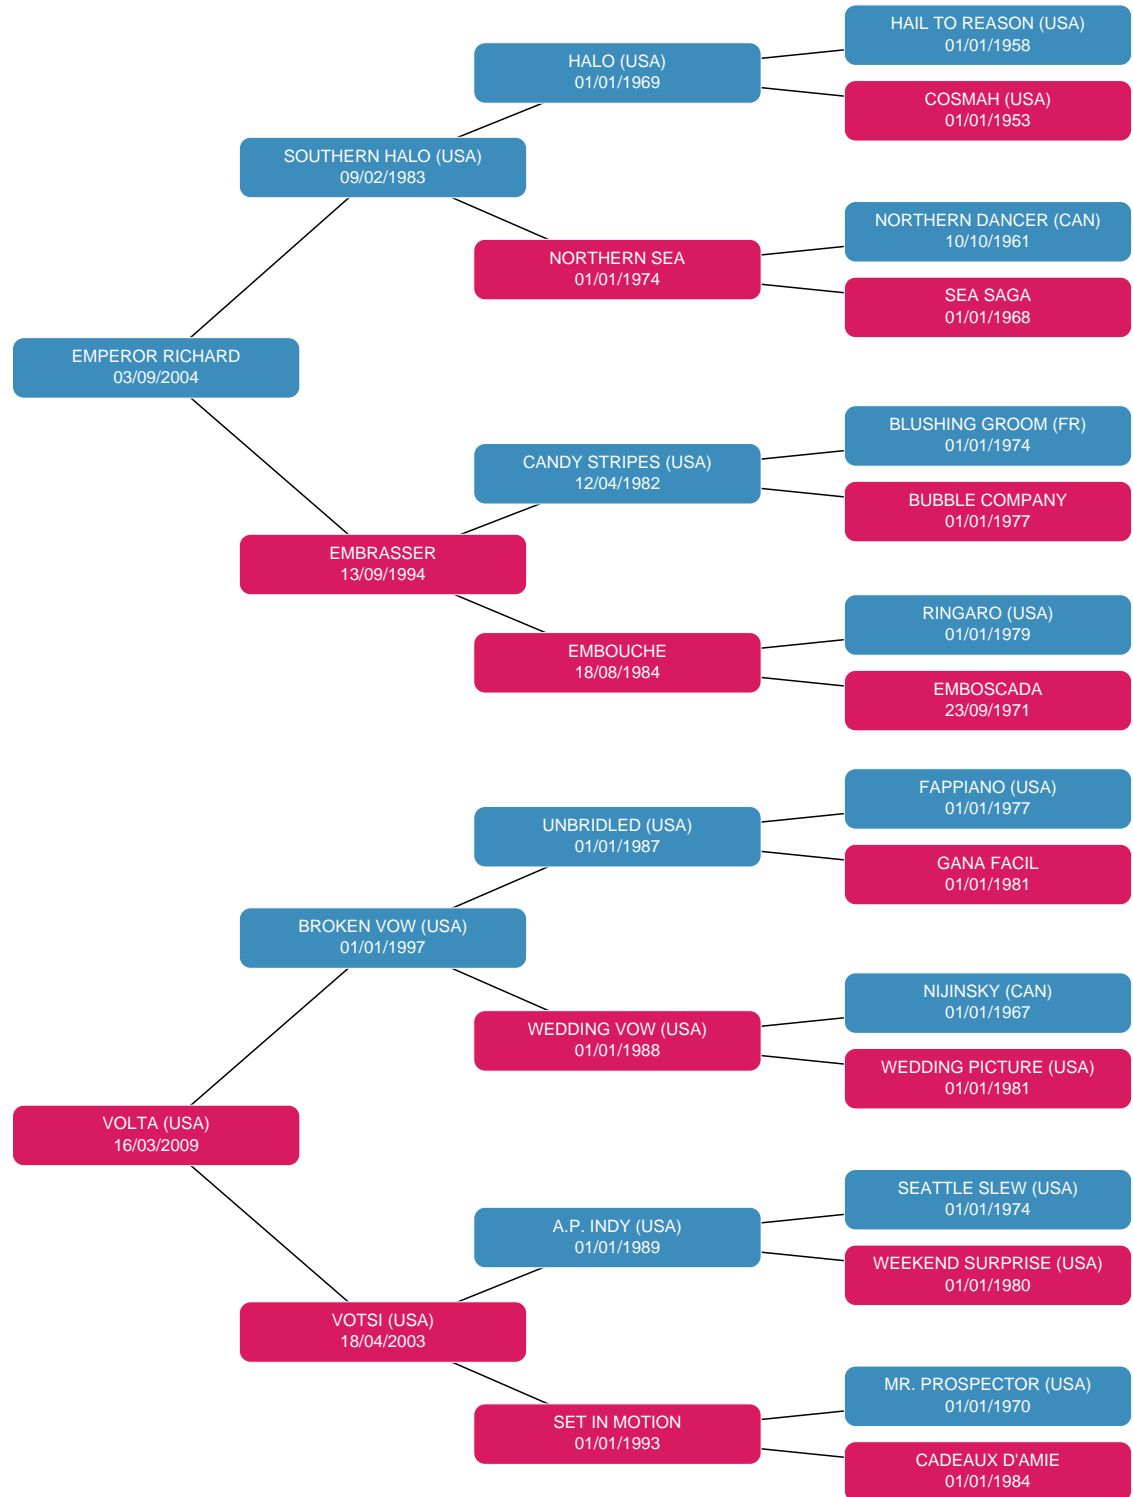 HAIL TO REASON (USA)
01/01/1958
HALO (USA)
01/01/1969
COSMAH (USA)
01/01/1953
SOUTHERN HALO (USA)
09/02/1983
NORTHERN DANCER (CAN)
10/10/1961
NORTHERN SEA
01/01/1974
SEA SAGA
01/01/1968
EMPEROR RICHARD
03/09/2004
BLUSHING GROOM (FR)
01/01/1974
CANDY STRIPES (USA)
12/04/1982
BUBBLE COMPANY
01/01/1977
EMBRASSER
13/09/1994
RINGARO (USA)
01/01/1979
EMBOUCHE
18/08/1984
EMBOSCADA
23/09/1971
FAPPIANO (USA)
01/01/1977
UNBRIDLED (USA)
01/01/1987
GANA FACIL
01/01/1981
BROKEN VOW (USA)
01/01/1997
NIJINSKY (CAN)
01/01/1967
WEDDING VOW (USA)
01/01/1988
WEDDING PICTURE (USA)
01/01/1981
VOLTA (USA)
16/03/2009
SEATTLE SLEW (USA)
01/01/1974
A.P. INDY (USA)
01/01/1989
WEEKEND SURPRISE (USA)
01/01/1980
VOTSI (USA)
18/04/2003
MR. PROSPECTOR (USA)
01/01/1970
SET IN MOTION
01/01/1993
CADEAUX D'AMIE
01/01/1984